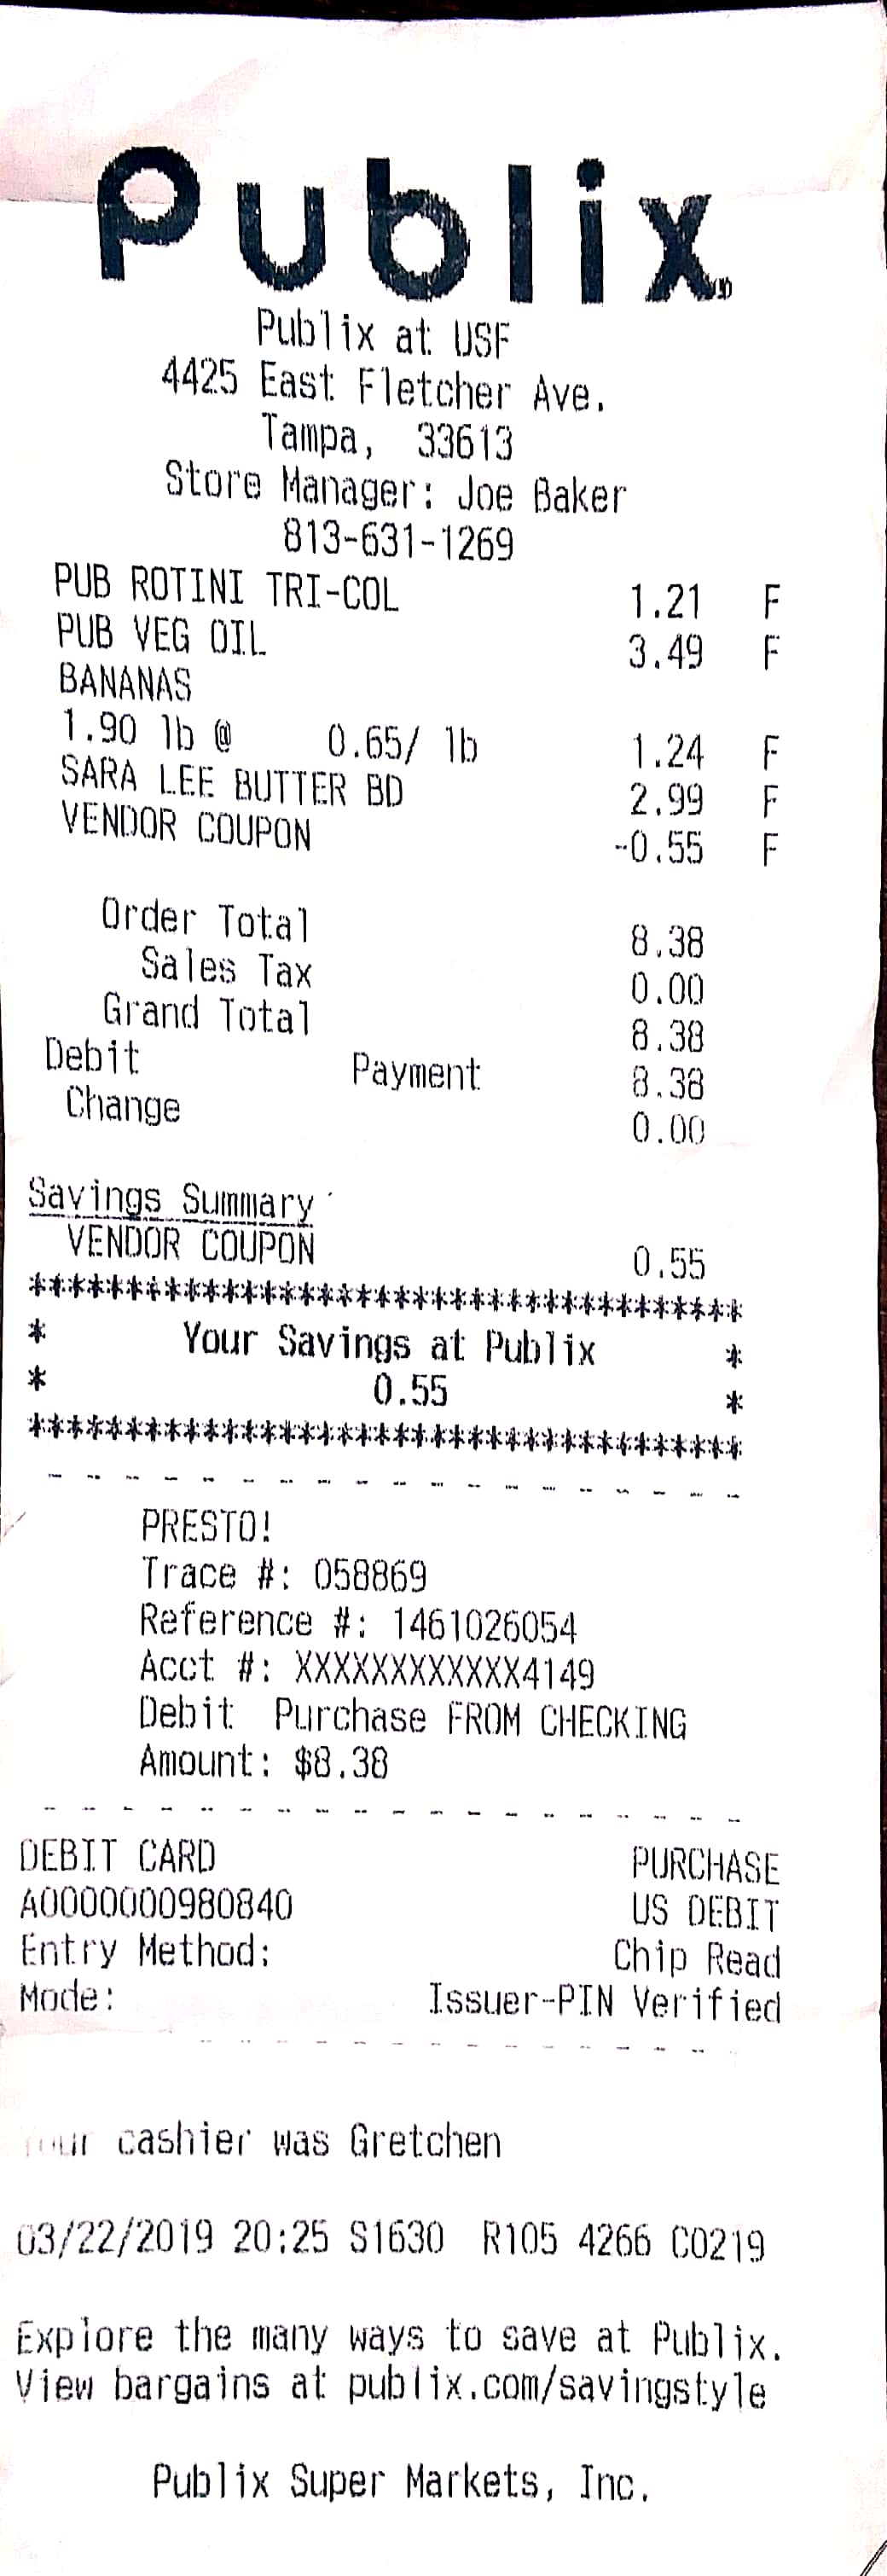 Publix
Publix at USF
4425 East Fletcher Ave.
Tampa, 33613
Store Manager: Joe Baker
813-631-1269
PUB ROTINI TRI-COL 1.21 F
PUB VEG OIL 3.49 F
BANANAS
1.90 lb @ 0.65/ lb 1.24 F
SARA LEE BUTTER BD 2.99 F
VENDOR COUPON -0.55 F
Order Total 8.38
Sales Tax 0.00
Grand Total 8.38
Debit Payment 8.38
Change 0.00
Savings Summary
VENDOR COUPON 0.55
*************************************
* Your Savings at Publix *
* 0.55 *
*************************************
- - - - - - - - - - - - - - - - - - -
PRESTO!
Trace #: 058869
Reference #: 1461026054
Acct #: XXXXXXXXXXXX4149
Debit Purchase FROM CHECKING
Amount: $8.38
- - - - - - - - - - - - - - - - - - -
DEBIT CARD PURCHASE
A0000000980840 US DEBIT
Entry Method: Chip Read
Mode: Issuer-PIN Verified
- - - - - - - - - - - - - - -
Your cashier was Gretchen
03/22/2019 20:25 S1630 R105 4266 C0219
Explore the many ways to save at Publix.
View bargains at publix.com/savingstyle
Publix Super Markets, Inc.